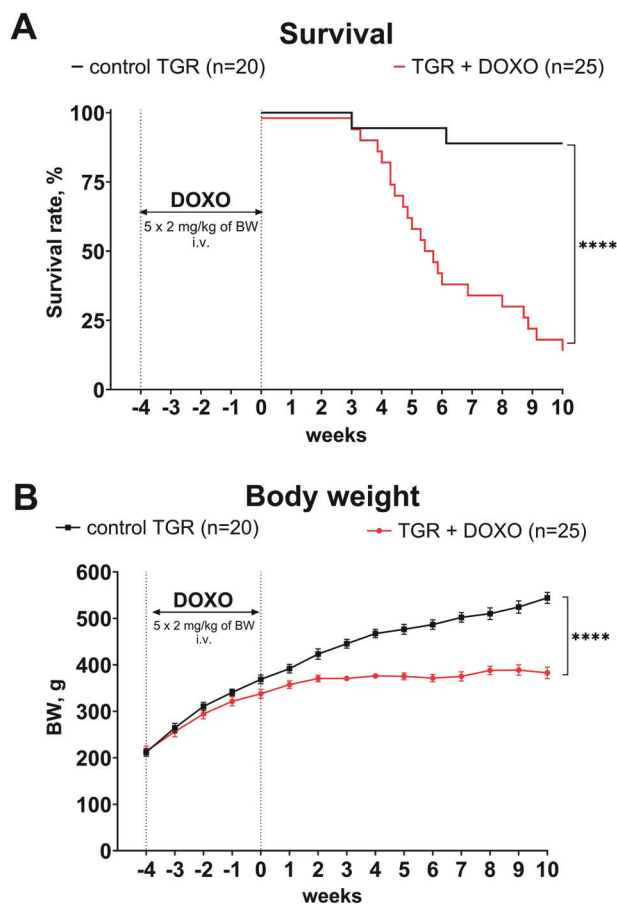 A
Survival
control TGR (n=20)
TGR + DOXO (n=25)
Survival rate, %
100
75
50
25
0
DOXO
5 x 2 mg/kg of BW
i.v.
****
-4 -3 -2 -1 0 1 2 3 4 5 6 7 8 9 10
weeks
B
Body weight
control TGR (n=20)
TGR + DOXO (n=25)
BW, g
600
500
400
300
200
100
0
DOXO
5 x 2 mg/kg of BW
i.v.
****
-4 -3 -2 -1 0 1 2 3 4 5 6 7 8 9 10
weeks